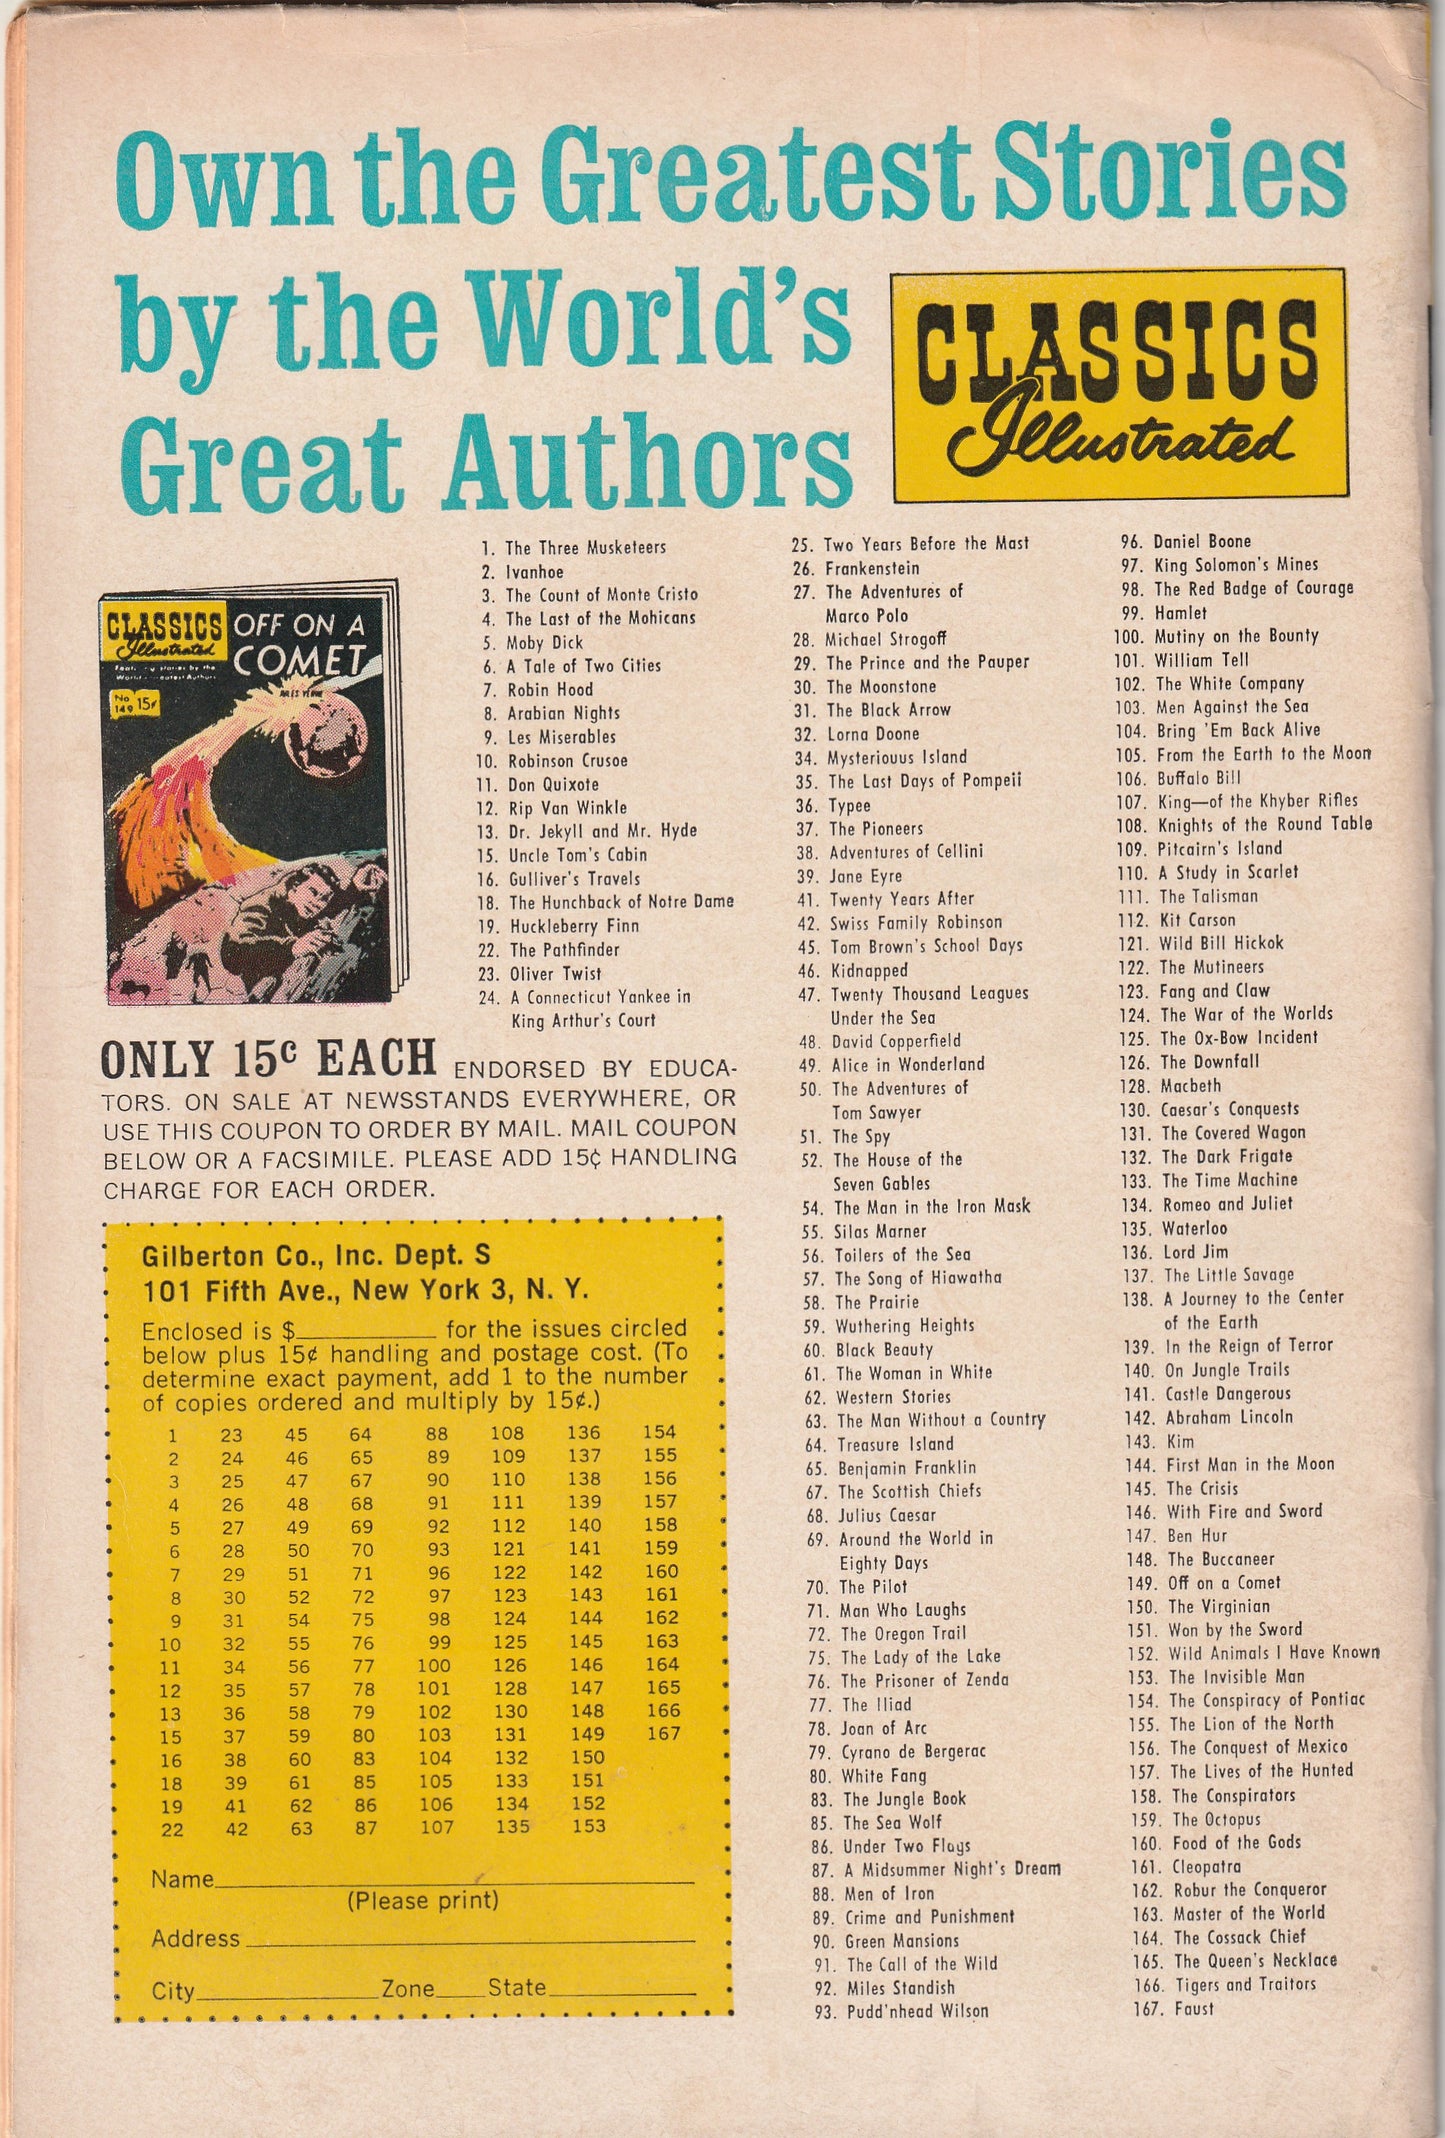 Own the Greatest Stories
by the World's
Great Authors
CLASSICS
Illustrated
CLASSICS
Illustrated
OFF ON A
COMET
No
149
15¢
1. The Three Musketeers
2. Ivanhoe
3. The Count of Monte Cristo
4. The Last of the Mohicans
5. Moby Dick
6. A Tale of Two Cities
7. Robin Hood
8. Arabian Nights
9. Les Miserables
10. Robinson Crusoe
11. Don Quixote
12. Rip Van Winkle
13. Dr. Jekyll and Mr. Hyde
15. Uncle Tom's Cabin
16. Gulliver's Travels
18. The Hunchback of Notre Dame
19. Huckleberry Finn
22. The Pathfinder
23. Oliver Twist
24. A Connecticut Yankee in
King Arthur's Court
ONLY 15¢ EACH ENDORSED BY EDUCA-
TORS. ON SALE AT NEWSSTANDS EVERYWHERE, OR
USE THIS COUPON TO ORDER BY MAIL. MAIL COUPON
BELOW OR A FACSIMILE. PLEASE ADD 15¢ HANDLING
CHARGE FOR EACH ORDER.
Gilberton Co., Inc. Dept. S
101 Fifth Ave., New York 3, N. Y.
Enclosed is $__________ for the issues circled
below plus 15¢ handling and postage cost. (To
determine exact payment, add 1 to the number
of copies ordered and multiply by 15¢.)
1 23 45 64 88 108 136 154
2 24 46 65 89 109 137 155
3 25 47 67 90 110 138 156
4 26 48 68 91 111 139 157
5 27 49 69 92 112 140 158
6 28 50 70 93 121 141 159
7 29 51 71 96 122 142 160
8 30 52 72 97 123 143 161
9 31 54 75 98 124 144 162
10 32 55 76 99 125 145 163
11 34 56 77 100 126 146 164
12 35 57 78 101 128 147 165
13 36 58 79 102 130 148 166
15 37 59 80 103 131 149 167
16 38 60 83 104 132 150
18 39 61 85 105 133 151
19 41 62 86 106 134 152
22 42 63 87 107 135 153
Name
(Please print)
Address
City Zone State
25. Two Years Before the Mast
26. Frankenstein
27. The Adventures of
Marco Polo
28. Michael Strogoff
29. The Prince and the Pauper
30. The Moonstone
31. The Black Arrow
32. Lorna Doone
34. Mysteriouus Island
35. The Last Days of Pompeii
36. Typee
37. The Pioneers
38. Adventures of Cellini
39. Jane Eyre
41. Twenty Years After
42. Swiss Family Robinson
45. Tom Brown's School Days
46. Kidnapped
47. Twenty Thousand Leagues
Under the Sea
48. David Copperfield
49. Alice in Wonderland
50. The Adventures of
Tom Sawyer
51. The Spy
52. The House of the
Seven Gables
54. The Man in the Iron Mask
55. Silas Marner
56. Toilers of the Sea
57. The Song of Hiawatha
58. The Prairie
59. Wuthering Heights
60. Black Beauty
61. The Woman in White
62. Western Stories
63. The Man Without a Country
64. Treasure Island
65. Benjamin Franklin
67. The Scottish Chiefs
68. Julius Caesar
69. Around the World in
Eighty Days
70. The Pilot
71. Man Who Laughs
72. The Oregon Trail
75. The Lady of the Lake
76. The Prisoner of Zenda
77. The Iliad
78. Joan of Arc
79. Cyrano de Bergerac
80. White Fang
83. The Jungle Book
85. The Sea Wolf
86. Under Two Flags
87. A Midsummer Night's Dream
88. Men of Iron
89. Crime and Punishment
90. Green Mansions
91. The Call of the Wild
92. Miles Standish
93. Pudd'nhead Wilson
96. Daniel Boone
97. King Solomon's Mines
98. The Red Badge of Courage
99. Hamlet
100. Mutiny on the Bounty
101. William Tell
102. The White Company
103. Men Against the Sea
104. Bring 'Em Back Alive
105. From the Earth to the Moon
106. Buffalo Bill
107. King—of the Khyber Rifles
108. Knights of the Round Table
109. Pitcairn's Island
110. A Study in Scarlet
111. The Talisman
112. Kit Carson
121. Wild Bill Hickok
122. The Mutineers
123. Fang and Claw
124. The War of the Worlds
125. The Ox-Bow Incident
126. The Downfall
128. Macbeth
130. Caesar's Conquests
131. The Covered Wagon
132. The Dark Frigate
133. The Time Machine
134. Romeo and Juliet
135. Waterloo
136. Lord Jim
137. The Little Savage
138. A Journey to the Center
of the Earth
139. In the Reign of Terror
140. On Jungle Trails
141. Castle Dangerous
142. Abraham Lincoln
143. Kim
144. First Man in the Moon
145. The Crisis
146. With Fire and Sword
147. Ben Hur
148. The Buccaneer
149. Off on a Comet
150. The Virginian
151. Won by the Sword
152. Wild Animals I Have Known
153. The Invisible Man
154. The Conspiracy of Pontiac
155. The Lion of the North
156. The Conquest of Mexico
157. The Lives of the Hunted
158. The Conspirators
159. The Octopus
160. Food of the Gods
161. Cleopatra
162. Robur the Conqueror
163. Master of the World
164. The Cossack Chief
165. The Queen's Necklace
166. Tigers and Traitors
167. Faust